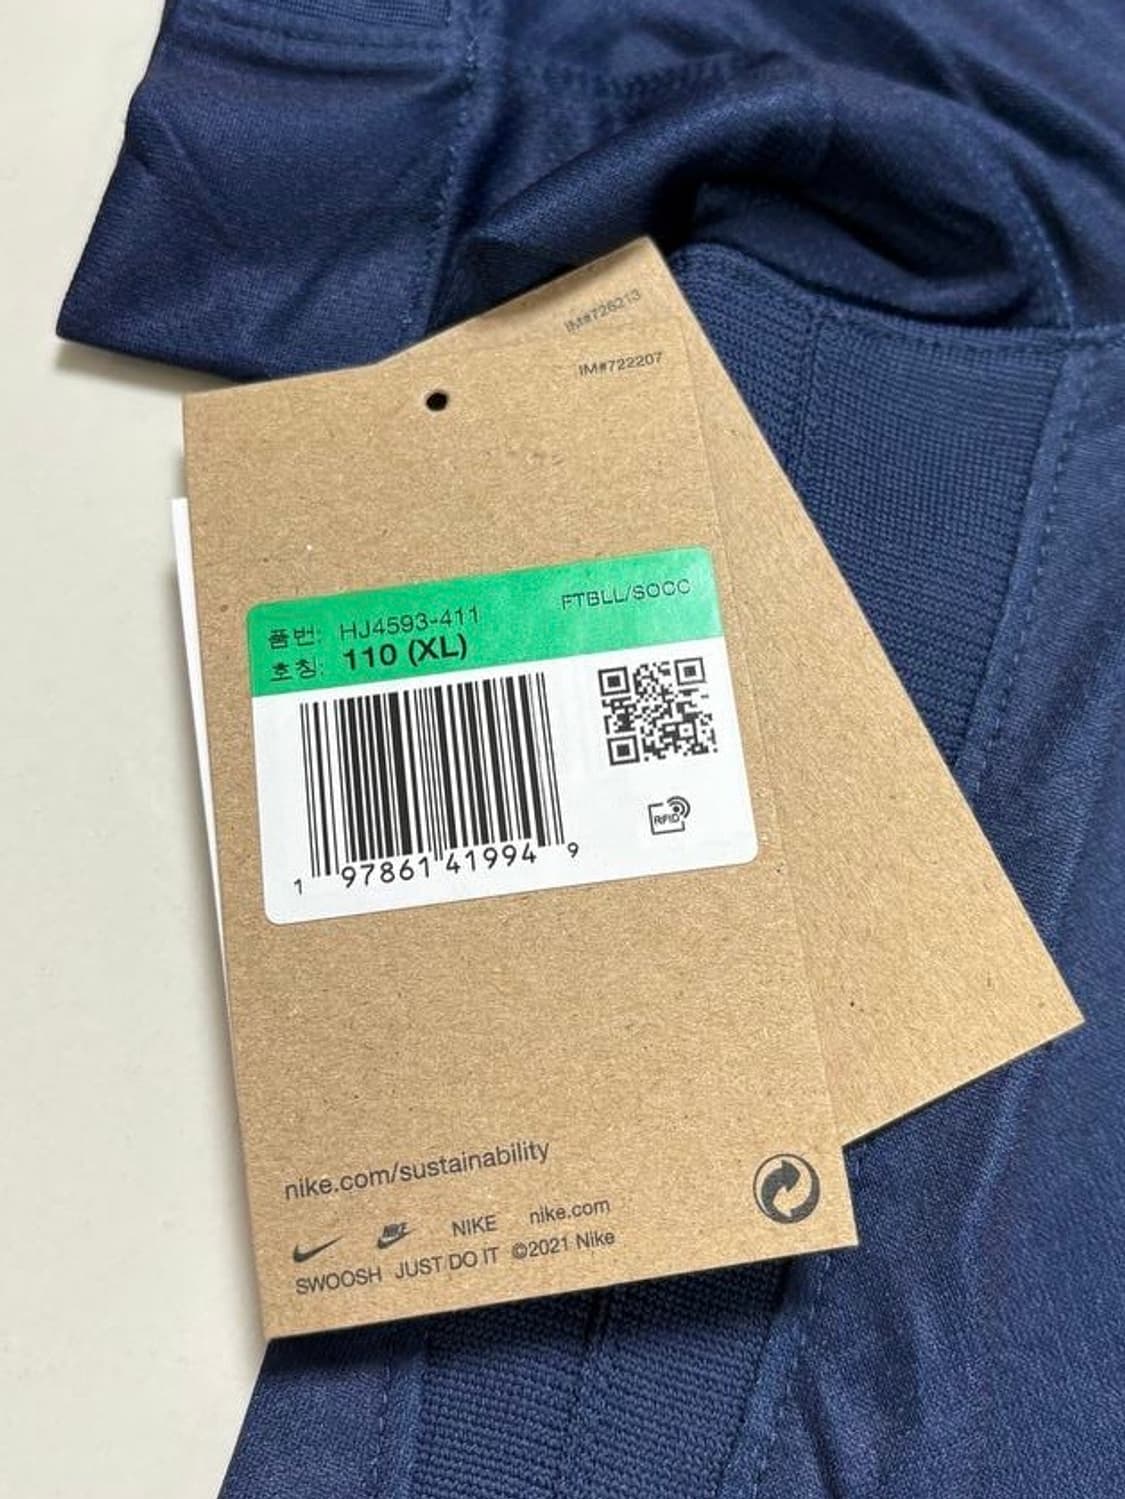 IM#726213
IM#722207
FTBLL/SOCC
품번: HJ4593-411
호칭: 110 (XL)
RFID
1 97861 41994 9
nike.com/sustainability
NIKE NIKE nike.com
SWOOSH JUST DO IT ©2021 Nike